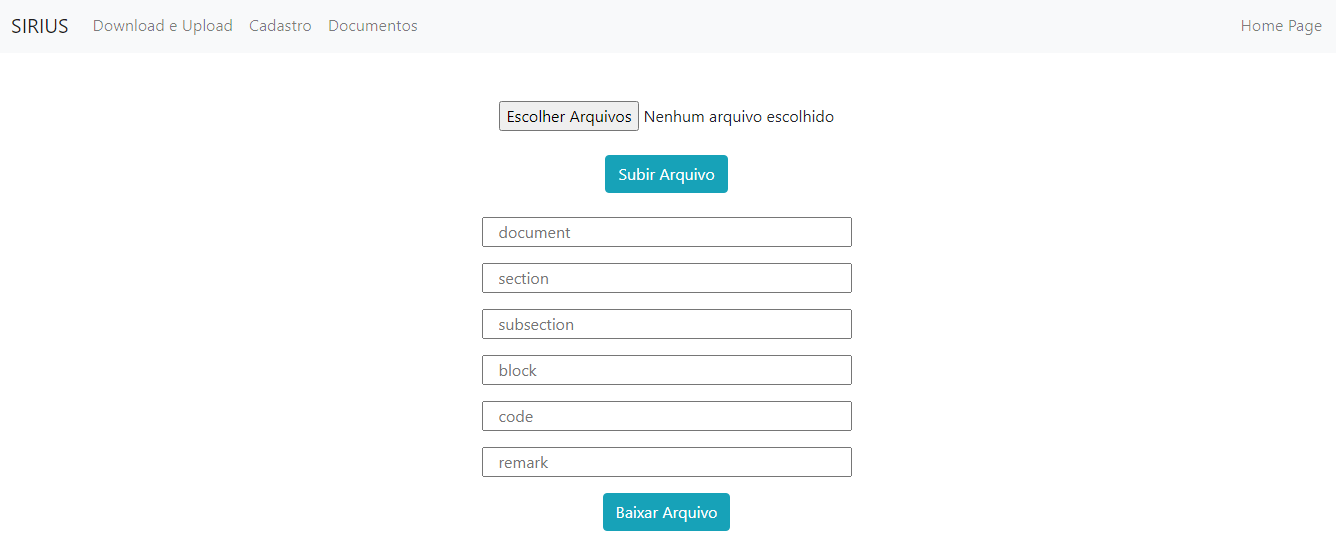 SIRIUS Download e Upload Cadastro Documentos Home Page
Escolher Arquivos Nenhum arquivo escolhido
Subir Arquivo
document
section
subsection
block
code
remark
Baixar Arquivo